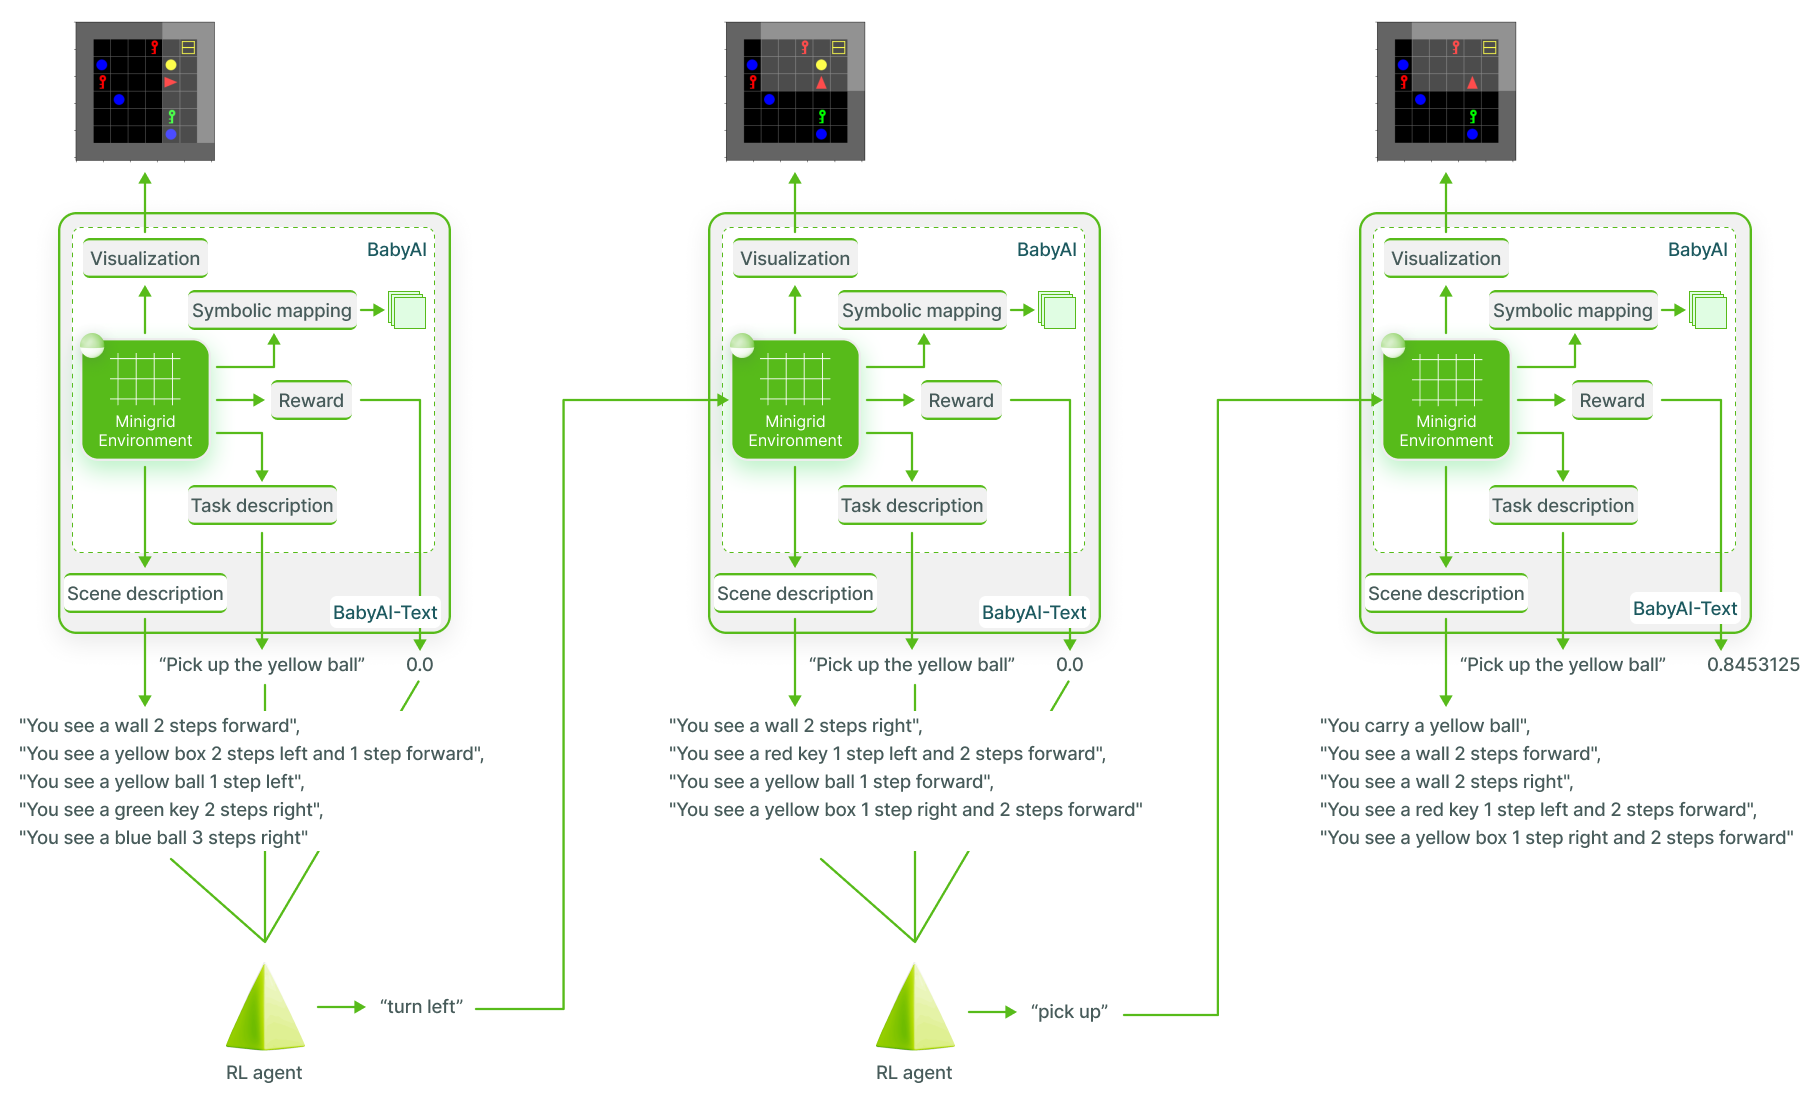 Visualization
BabyAI
Symbolic mapping
Minigrid
Environment
Reward
Task description
Scene description
BabyAI-Text
“Pick up the yellow ball”
0.0
"You see a wall 2 steps forward",
"You see a yellow box 2 steps left and 1 step forward",
"You see a yellow ball 1 step left",
"You see a green key 2 steps right",
"You see a blue ball 3 steps right"
RL agent
“turn left”
Visualization
BabyAI
Symbolic mapping
Minigrid
Environment
Reward
Task description
Scene description
BabyAI-Text
“Pick up the yellow ball”
0.0
"You see a wall 2 steps right",
"You see a red key 1 step left and 2 steps forward",
"You see a yellow ball 1 step forward",
"You see a yellow box 1 step right and 2 steps forward"
RL agent
“pick up”
Visualization
BabyAI
Symbolic mapping
Minigrid
Environment
Reward
Task description
Scene description
BabyAI-Text
“Pick up the yellow ball”
0.8453125
"You carry a yellow ball",
"You see a wall 2 steps forward",
"You see a wall 2 steps right",
"You see a red key 1 step left and 2 steps forward",
"You see a yellow box 1 step right and 2 steps forward"